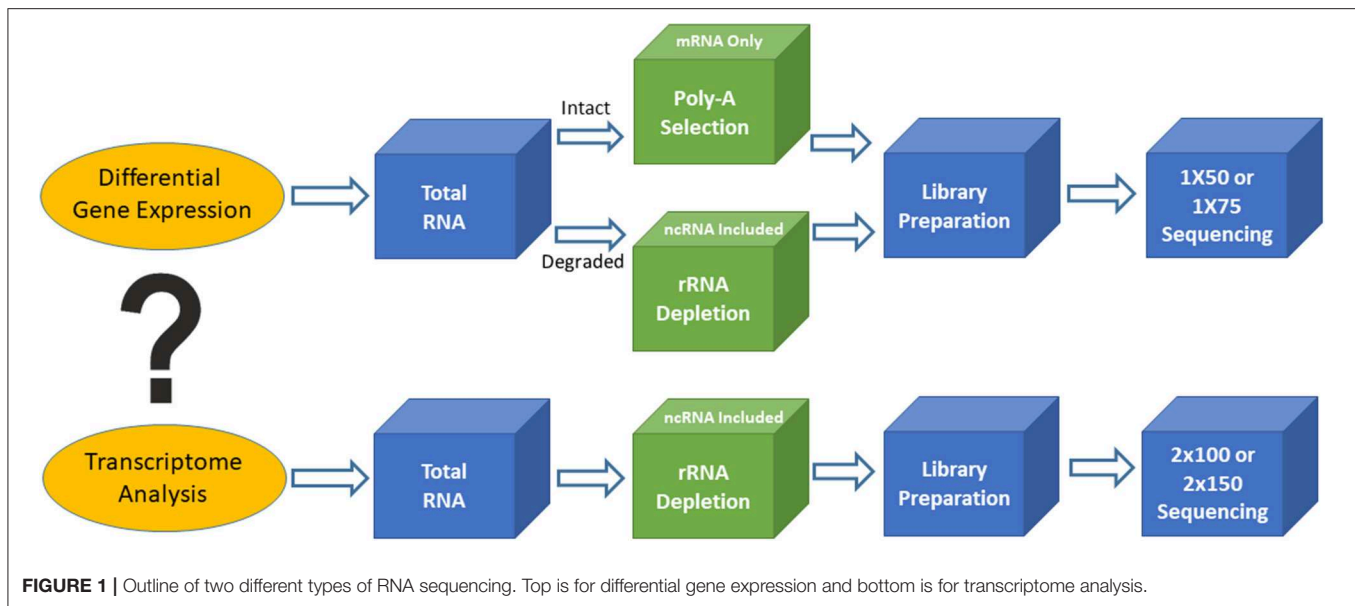 Differential
Gene Expression
Total
RNA
Intact
Degraded
mRNA Only
Poly-A
Selection
ncRNA Included
rRNA
Depletion
Library
Preparation
1X50 or
1X75
Sequencing
?
Transcriptome
Analysis
Total
RNA
ncRNA Included
rRNA
Depletion
Library
Preparation
2x100 or
2x150
Sequencing
FIGURE 1 | Outline of two different types of RNA sequencing. Top is for differential gene expression and bottom is for transcriptome analysis.